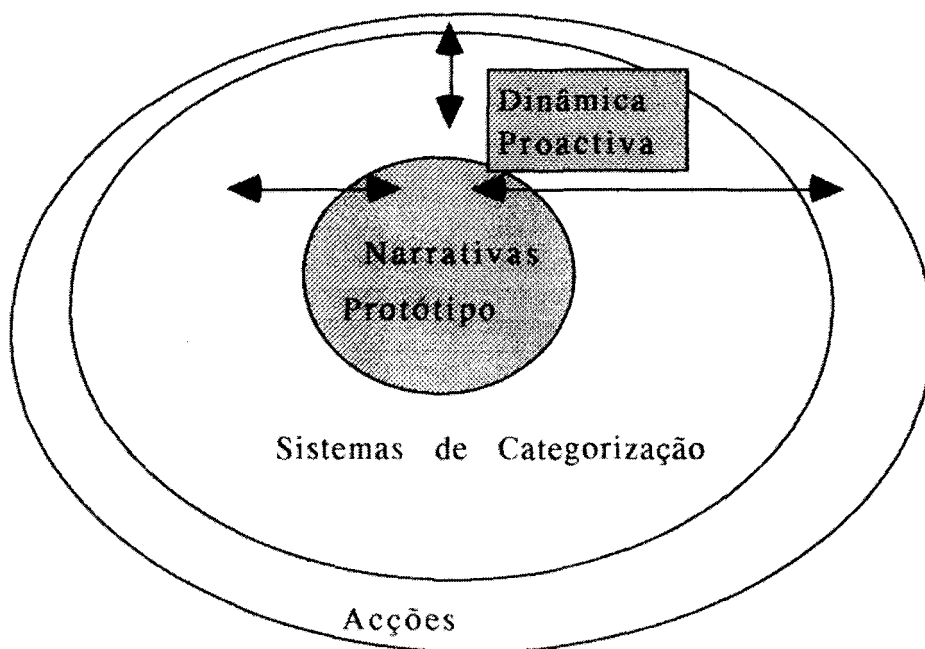 Dinâmica
Proactiva
Narrativas
Protótipo
Sistemas de Categorização
Acções